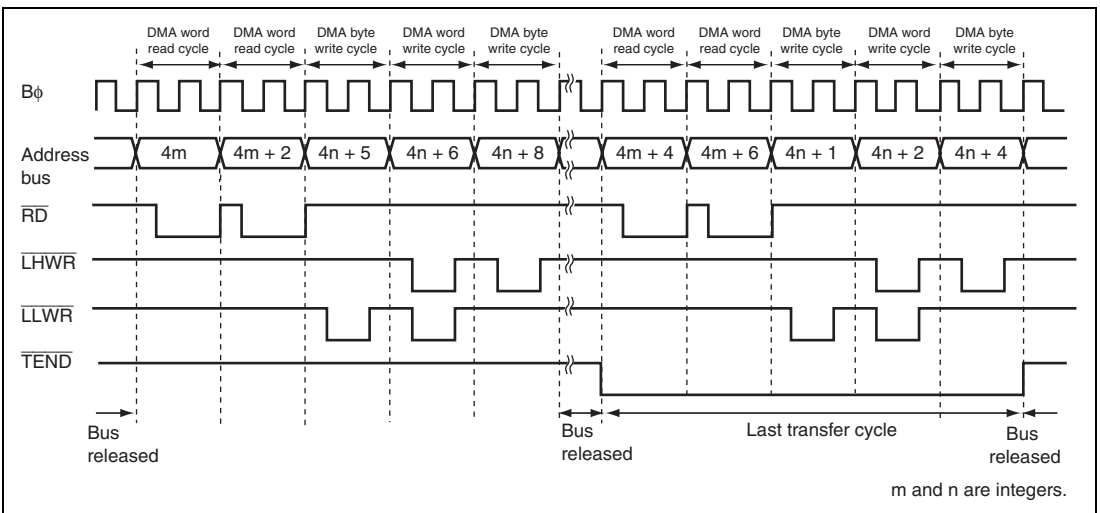 DMA word read cycle
DMA word read cycle
DMA byte write cycle
DMA word write cycle
DMA byte write cycle
DMA word read cycle
DMA word read cycle
DMA byte write cycle
DMA word write cycle
DMA byte write cycle
Bφ
Address bus
4m
4m + 2
4n + 5
4n + 6
4n + 8
4m + 4
4m + 6
4n + 1
4n + 2
4n + 4
RD
LHWR
LLWR
TEND
Bus released
Bus released
Last transfer cycle
Bus released
m and n are integers.